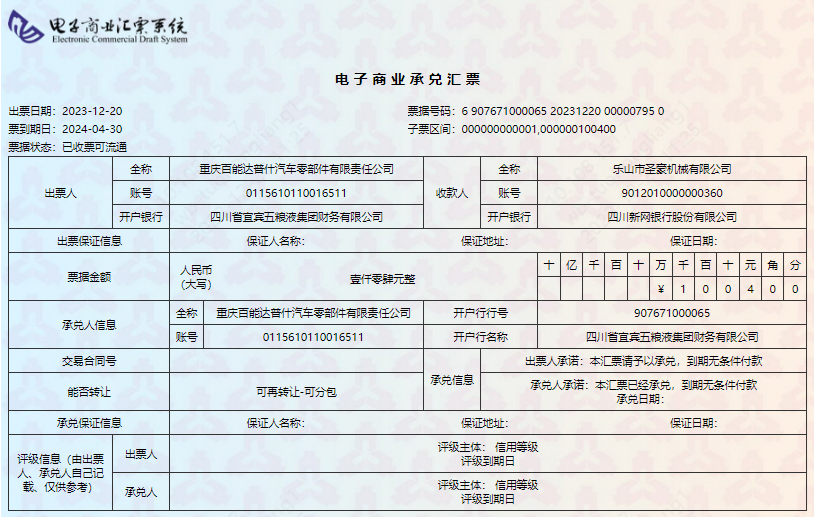 电子商业汇票系统
Electronic Commercial Draft System
电子商业承兑汇票
出票日期：2023-12-20 票据号码：6 907671000065 20231220 00000795 0
票到期日：2024-04-30 子票区间：000000000001,000000100400
票据状态：已收票可流通
出票人 全称 重庆百能达普什汽车零部件有限责任公司 收款人 全称 乐山市圣豪机械有限公司
账号 0115610110016511 账号 9012010000000360
开户银行 四川省宜宾五粮液集团财务有限公司 开户银行 四川新网银行股份有限公司
出票保证信息 保证人名称： 保证地址： 保证日期：
票据金额 人民币（大写） 壹仟零肆元整 十 亿 千 百 十 万 千 百 十 元 角 分
¥ 1 0 0 4 0 0
承兑人信息 全称 重庆百能达普什汽车零部件有限责任公司 开户行行号 907671000065
账号 0115610110016511 开户行名称 四川省宜宾五粮液集团财务有限公司
交易合同号 承兑信息 出票人承诺：本汇票请予以承兑，到期无条件付款
能否转让 可再转让-可分包 承兑人承诺：本汇票已经承兑，到期无条件付款
承兑日期：
承兑保证信息 保证人名称： 保证地址： 保证日期：
评级信息（由出票人、承兑人自己记载、仅供参考） 出票人 评级主体： 信用等级
评级到期日
承兑人 评级主体： 信用等级
评级到期日